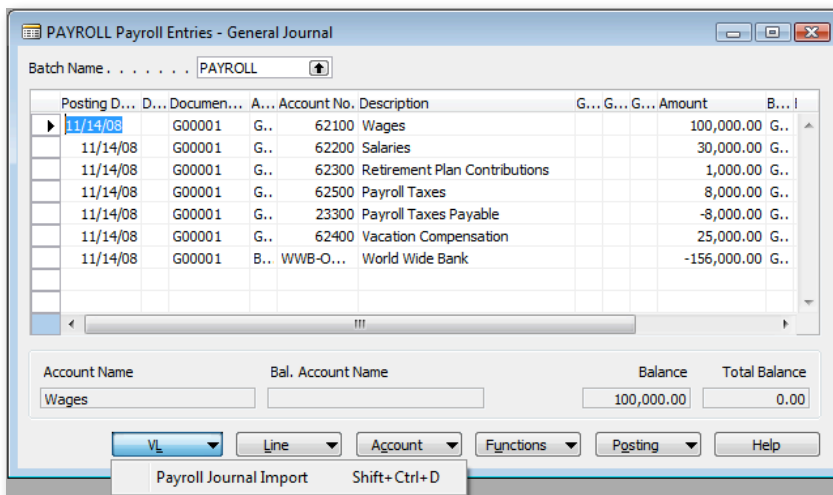 PAYROLL Payroll Entries - General Journal
Batch Name . . . . . . . PAYROLL
Posting D... D... Documen... A... Account No. Description G... G... G... Amount B...
11/14/08 G00001 G.. 62100 Wages 100,000.00 G..
11/14/08 G00001 G.. 62200 Salaries 30,000.00 G..
11/14/08 G00001 G.. 62300 Retirement Plan Contributions 1,000.00 G..
11/14/08 G00001 G.. 62500 Payroll Taxes 8,000.00 G..
11/14/08 G00001 G.. 23300 Payroll Taxes Payable -8,000.00 G..
11/14/08 G00001 G.. 62400 Vacation Compensation 25,000.00 G..
11/14/08 G00001 B... WWB-O... World Wide Bank -156,000.00 G..
Account Name Bal. Account Name Balance Total Balance
Wages 100,000.00 0.00
VL Line Account Functions Posting Help
Payroll Journal Import Shift+Ctrl+D